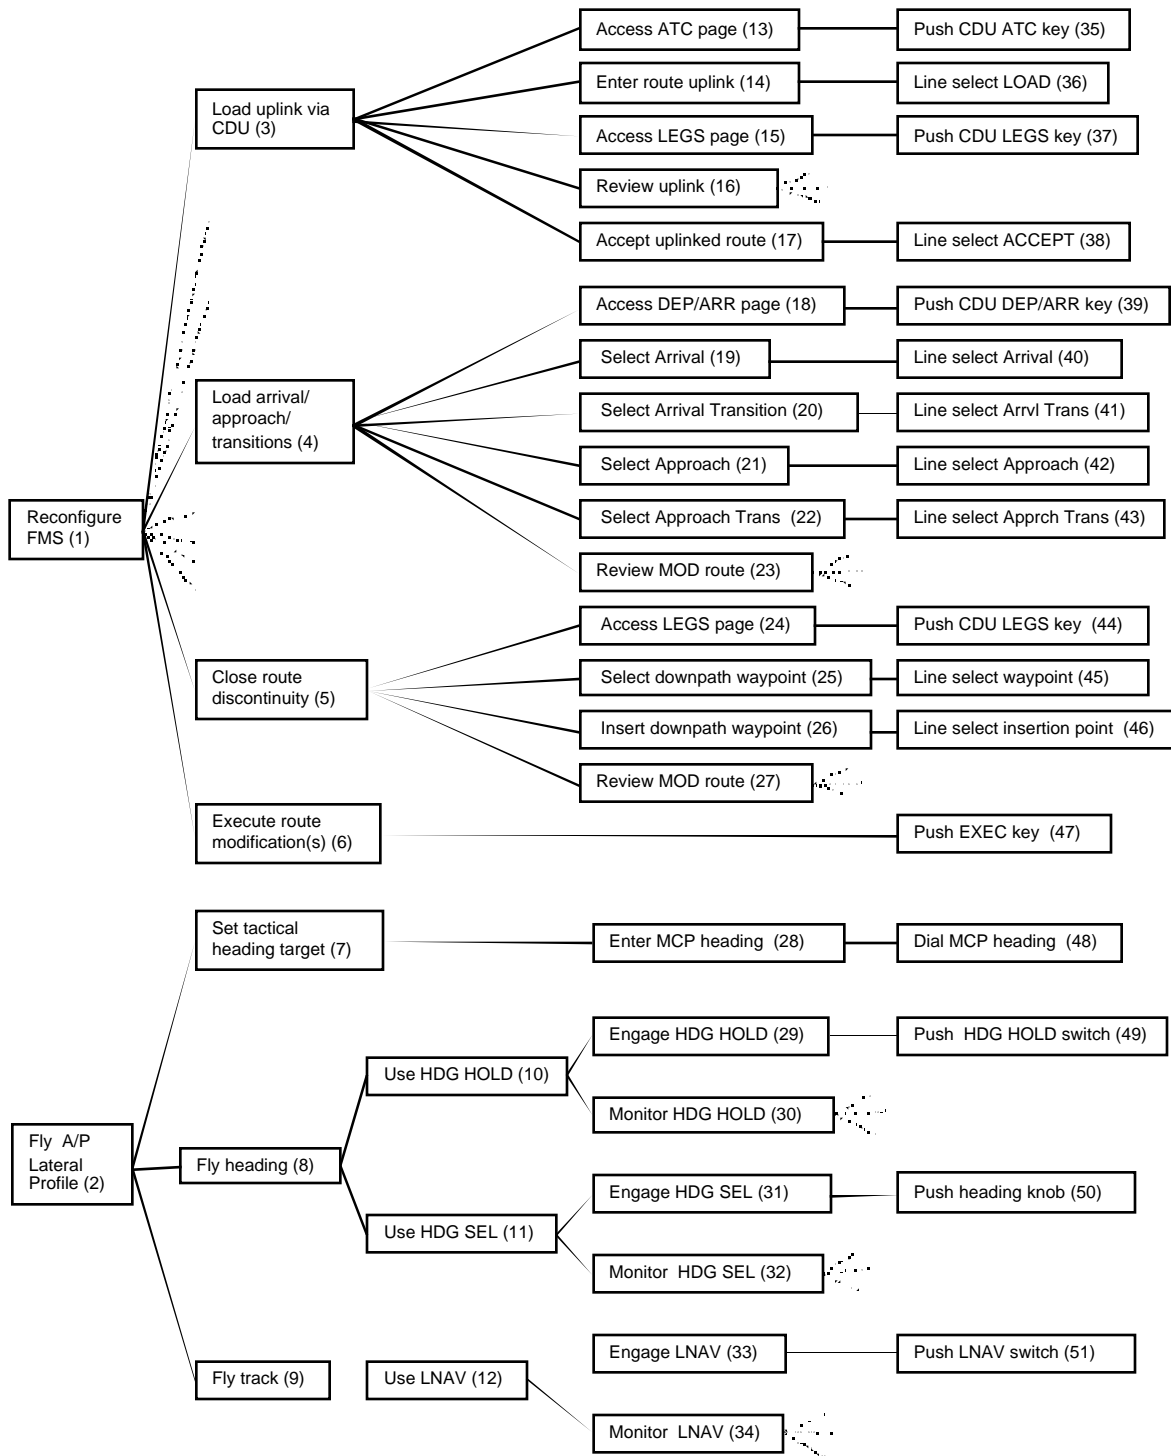 Access ATC page (13)
Push CDU ATC key (35)
Enter route uplink (14)
Line select LOAD (36)
Load uplink via
CDU (3)
Access LEGS page (15)
Push CDU LEGS key (37)
Review uplink (16)
Accept uplinked route (17)
Line select ACCEPT (38)
Access DEP/ARR page (18)
Push CDU DEP/ARR key (39)
Select Arrival (19)
Line select Arrival (40)
Load arrival/
approach/
transitions (4)
Select Arrival Transition (20)
Line select Arrvl Trans (41)
Select Approach (21)
Line select Approach (42)
Reconfigure
FMS (1)
Select Approach Trans (22)
Line select Apprch Trans (43)
Review MOD route (23)
Access LEGS page (24)
Push CDU LEGS key (44)
Close route
discontinuity (5)
Select downpath waypoint (25)
Line select waypoint (45)
Insert downpath waypoint (26)
Line select insertion point (46)
Review MOD route (27)
Execute route
modification(s) (6)
Push EXEC key (47)
Set tactical
heading target (7)
Enter MCP heading (28)
Dial MCP heading (48)
Engage HDG HOLD (29)
Push HDG HOLD switch (49)
Use HDG HOLD (10)
Monitor HDG HOLD (30)
Fly A/P
Lateral
Profile (2)
Fly heading (8)
Engage HDG SEL (31)
Push heading knob (50)
Use HDG SEL (11)
Monitor HDG SEL (32)
Engage LNAV (33)
Push LNAV switch (51)
Fly track (9)
Use LNAV (12)
Monitor LNAV (34)